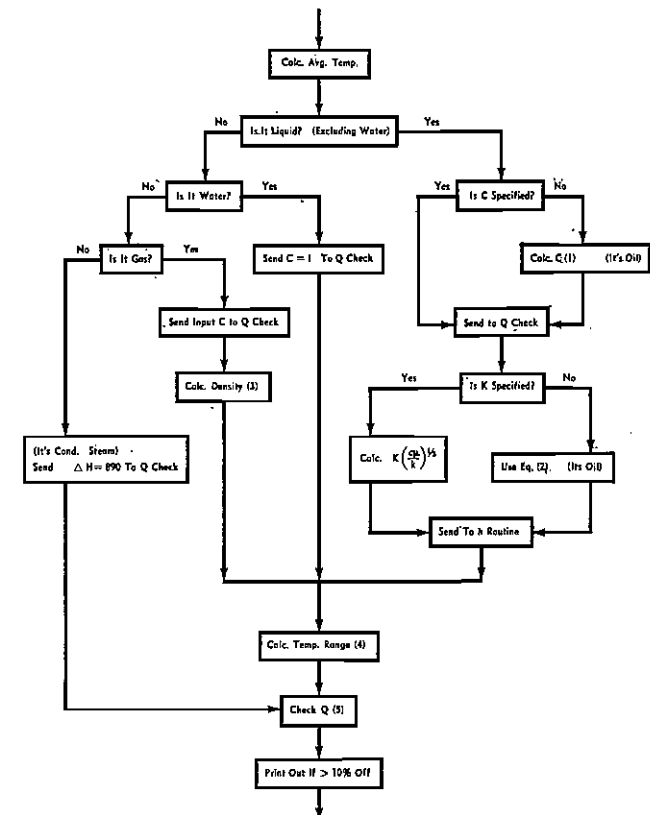 Calc. Avg. Temp.
Is It Liquid? (Excluding Water)
No
Yes
Is It Water?
No
Yes
Is C Specified?
Yes
No
Is It Gas?
No
Yes
Send C = 1 To Q Check
Calc. C (1) (It's Oil)
Send Input C to Q Check
Send to Q Check
Calc. Density (3)
Is K Specified?
Yes
No
(It's Cond. Steam)
Send △ H = 890 To Q Check
Calc. K (cμ/k)^1/3
Use Eq. (2). (Its Oil)
Send To h Routine
Calc. Temp. Range (4)
Check Q (5)
Print Out If > 10% Off